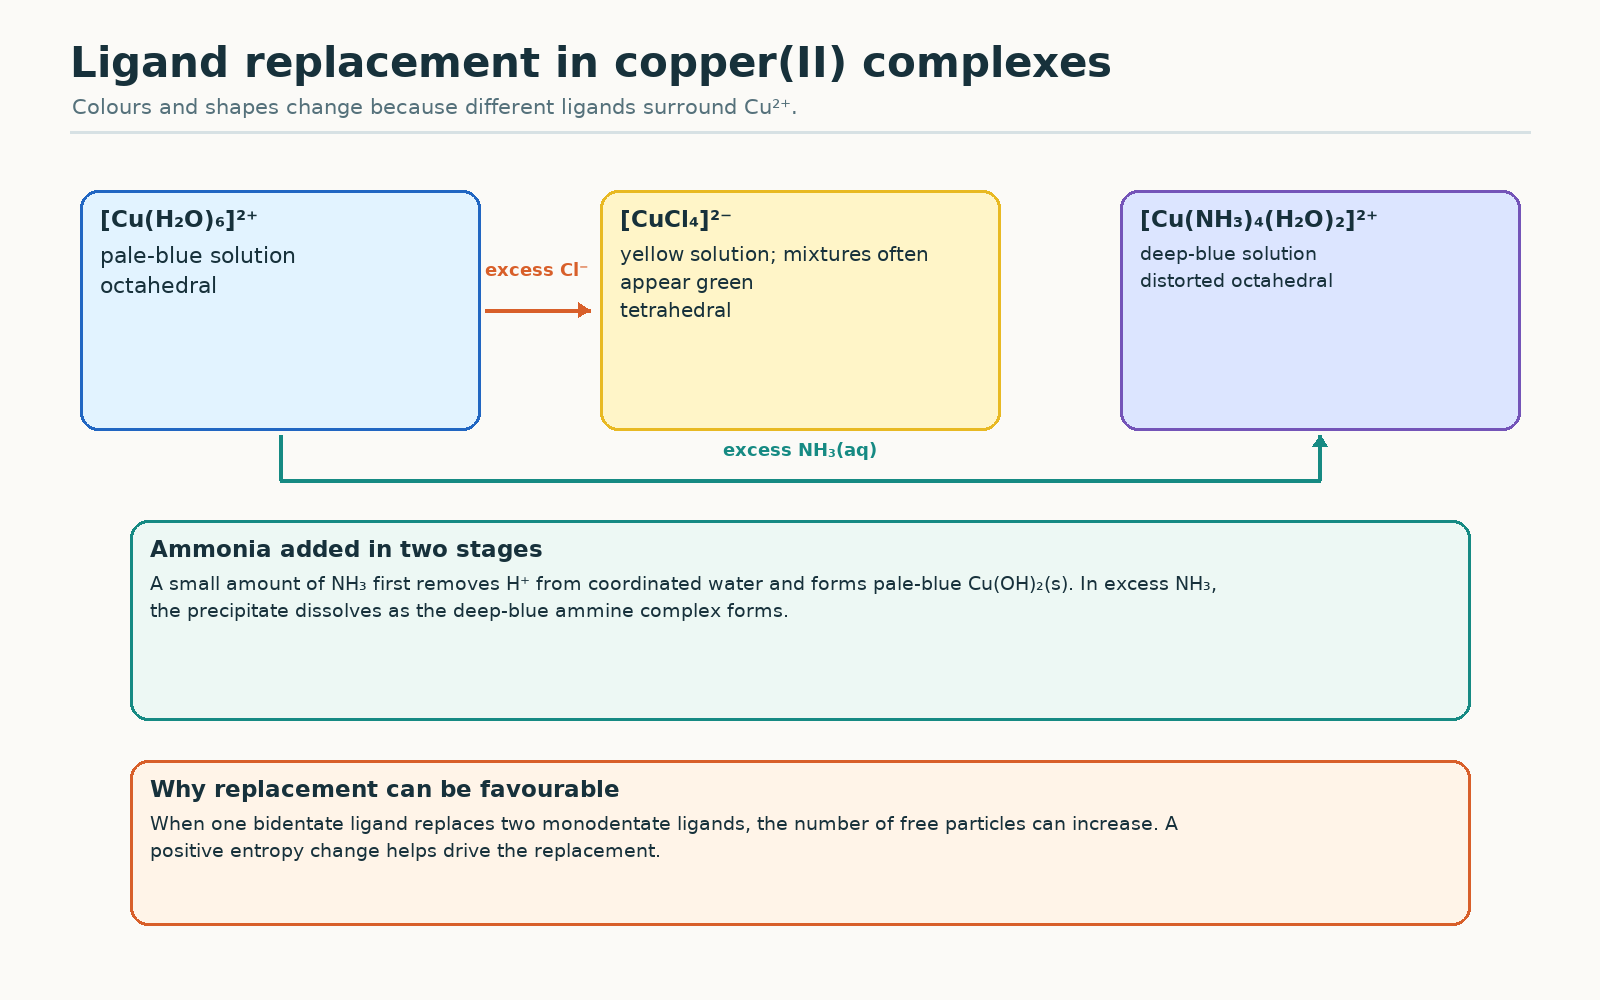 Ligand replacement in copper(II) complexes
Colours and shapes change because different ligands surround Cu²⁺.
[Cu(H₂O)₆]²⁺
pale-blue solution
octahedral
excess Cl⁻
[CuCl₄]²⁻
yellow solution; mixtures often
appear green
tetrahedral
[Cu(NH₃)₄(H₂O)₂]²⁺
deep-blue solution
distorted octahedral
excess NH₃(aq)
Ammonia added in two stages
A small amount of NH₃ first removes H⁺ from coordinated water and forms pale-blue Cu(OH)₂(s). In excess NH₃,
the precipitate dissolves as the deep-blue ammine complex forms.
Why replacement can be favourable
When one bidentate ligand replaces two monodentate ligands, the number of free particles can increase. A
positive entropy change helps drive the replacement.